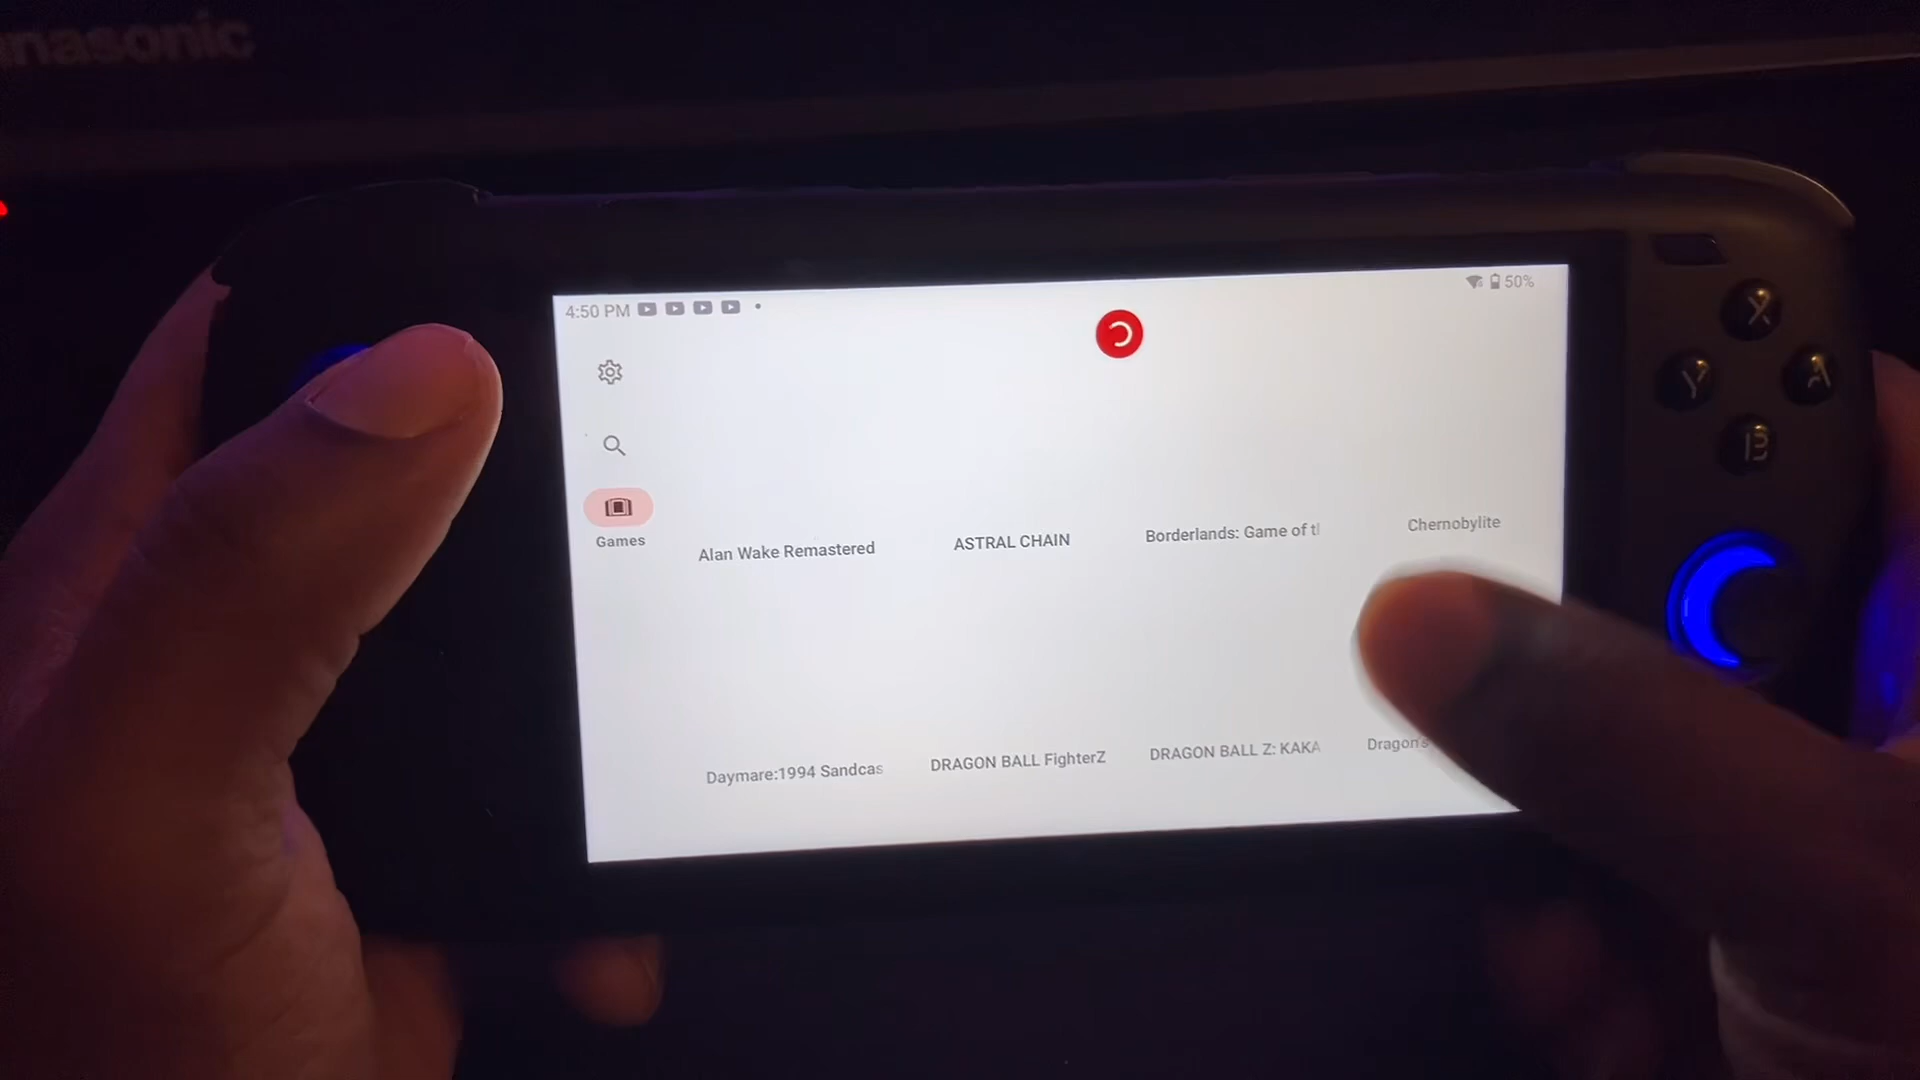 nasonic
4:50 PM
50%
Games
Alan Wake Remastered
ASTRAL CHAIN
Borderlands: Game of t
Chernobylite
Daymare:1994 Sandcas
DRAGON BALL FighterZ
DRAGON BALL Z: KAKA
Dragon's
X
Y
A
B